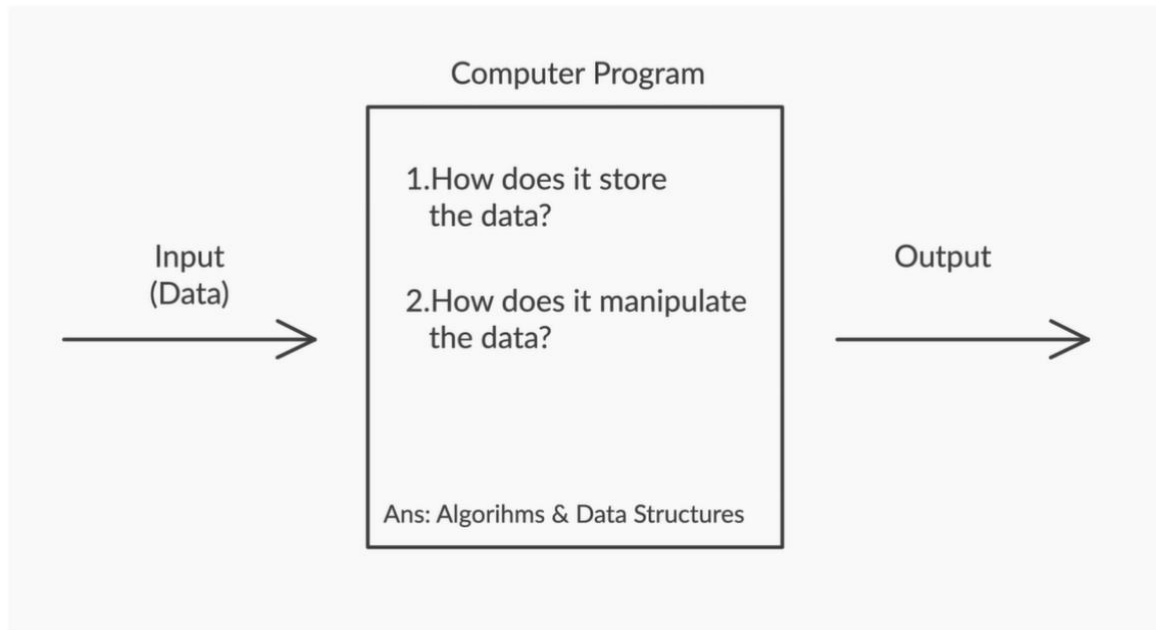 Computer Program
1.How does it store
the data?
Input
(Data)
2.How does it manipulate
the data?
Output
Ans: Algorihms & Data Structures